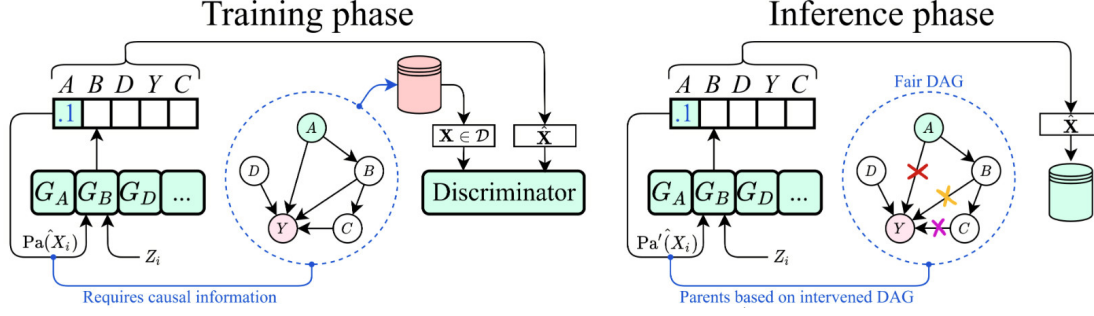 Training phase
A B D Y C
.1
G_A G_B G_D ...
Pa(X̂_i)
Z_i
Requires causal information
A
D
B
Y
C
X ∈ 𝒟
X̂
Discriminator
Inference phase
A B D Y C
.1
G_A G_B G_D ...
Pa′(X̂_i)
Z_i
Parents based on intervened DAG
Fair DAG
A
D
B
Y
C
X̂